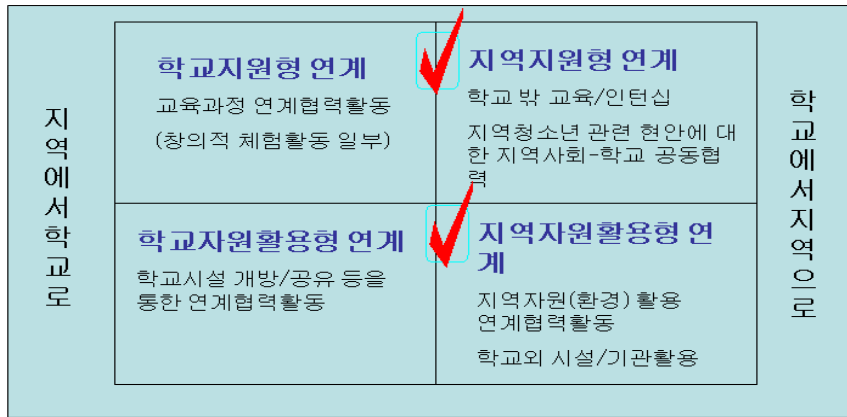 지역에서학교로
학교지원형 연계
교육과정 연계협력활동
(창의적 체험활동 일부)
지역지원형 연계
학교 밖 교육/인턴십
지역청소년 관련 현안에 대
한 지역사회-학교 공동협
력
학교자원활용형 연계
학교시설 개방/공유 등을
통한 연계협력활동
지역자원활용형 연
계
지역자원(환경) 활용
연계협력활동
학교외 시설/기관활용
학교에서지역으로